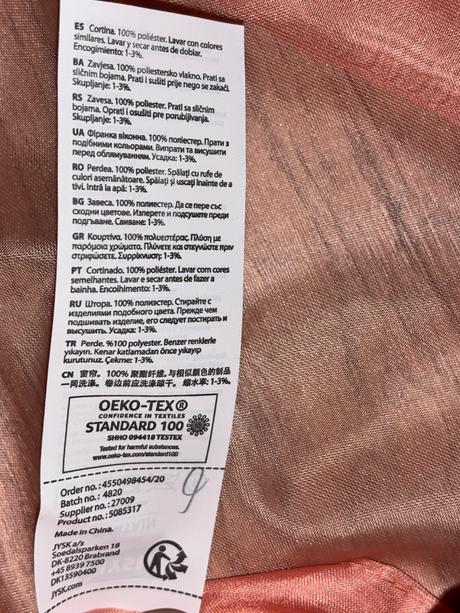 ES Cortina. 100% poliéster. Lavar con colores
similares. Lavar y secar antes de doblar.
Encogimiento: 1-3%.
BA Zavjesa. 100% poliestersko vlakno. Prati sa
sličnim bojama. Prati i sušiti prije nego se zakači.
Skupljanje: 1-3%.
RS Zavesa. 100% poliester. Prati sa sličnim
bojama. Oprati i osušiti pre porubljivanja.
Skupljanje: 1-3%.
UA Фіранка віконна. 100% поліестер. Прати з
подібними кольорами. Випрати та висушити
перед облямуванням. Усадка: 1-3%.
RO Perdea. 100% poliester. Spălați cu rufe de
culori asemănătoare. Spălați și uscați înainte de a
tivi. Intră la apă: 1-3%.
BG Завеса. 100% полиестер. Да се пере със
сходни цветове. Изперете и подсушете преди
подгъване. Свиване: 1-3%.
GR Κουρτίνα. 100% πολυεστέρας. Πλύση με
παρόμοια χρώματα. Πλύνετε και στεγνώστε πριν
στριφώσετε. Συρρίκνωση: 1-3%.
PT Cortinado. 100% poliéster. Lavar com cores
semelhantes. Lavar e secar antes de fazer a
bainha. Encolhimento: 1-3%.
RU Штора. 100% полиэстер. Стирайте с
изделиями подобного цвета. Прежде чем
подшивать изделие, его следует постирать и
высушить. Усадка: 1-3%.
TR Perde. %100 polyester. Benzer renklerle
yıkayın. Kenar katlamadan önce yıkayıp
kurutunuz. Çekme: 1-3%.
CN 窗帘。100% 聚酯纤维。与相似颜色的制品
一同洗涤。卷边前应洗涤晾干。缩水率: 1-3%.
OEKO-TEX®
CONFIDENCE IN TEXTILES
STANDARD 100
SHHO 094418 TESTEX
Tested for harmful substances.
www.oeko-tex.com/standard100
Order no.: 4550498454/20
Batch no.: 4820
Supplier no.: 27009
Product no.: 5085317
Made in China.
JYSK a/s
Soedalsparken 18
DK-8220 Brabrand
+45 8939 7500
DK13590400
JYSK.com